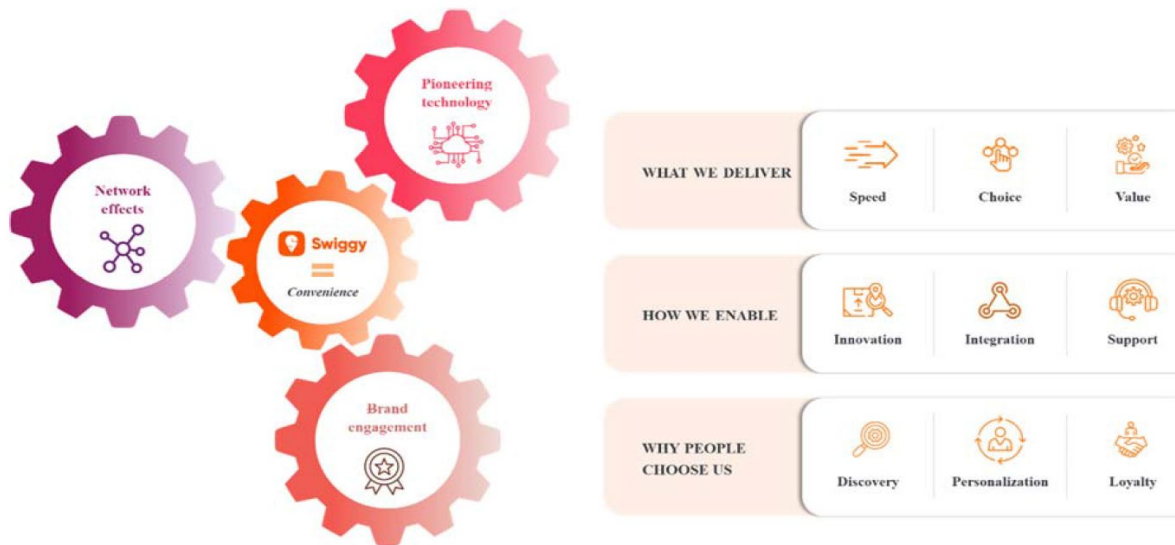 Pioneering
technology
Network
effects
Swiggy
=
Convenience
Brand
engagement
WHAT WE DELIVER
Speed
Choice
Value
HOW WE ENABLE
Innovation
Integration
Support
WHY PEOPLE
CHOOSE US
Discovery
Personalization
Loyalty